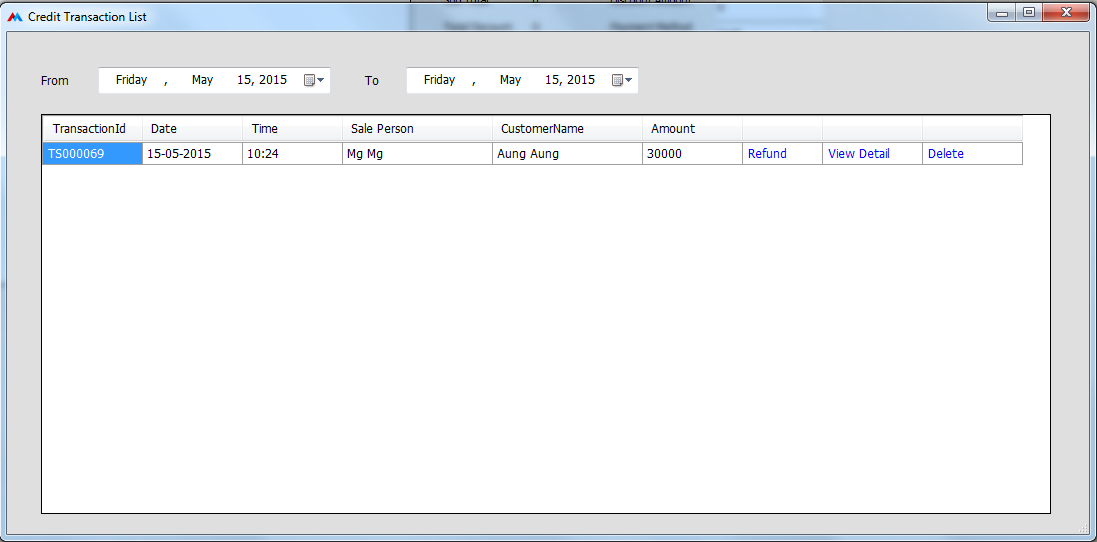 Credit Transaction List
From Friday , May 15, 2015 To Friday , May 15, 2015
TransactionId Date Time Sale Person CustomerName Amount
TS000069 15-05-2015 10:24 Mg Mg Aung Aung 30000 Refund View Detail Delete